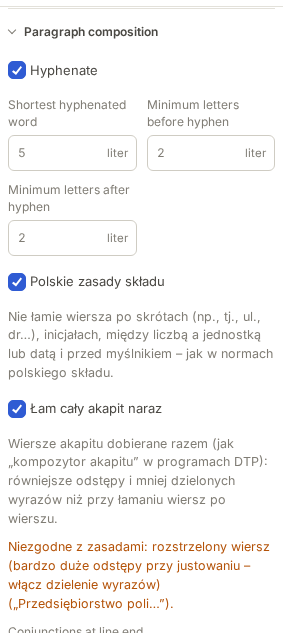 Paragraph composition
Hyphenate
Shortest hyphenated Minimum letters
word before hyphen
5 liter 2 liter
Minimum letters after
hyphen
2 liter
Polskie zasady składu
Nie łamie wiersza po skrótach (np., tj., ul.,
dr…), inicjałach, między liczbą a jednostką
lub datą i przed myślnikiem – jak w normach
polskiego składu.
Łam cały akapit naraz
Wiersze akapitu dobierane razem (jak
„kompozytor akapitu” w programach DTP):
równiejsze odstępy i mniej dzielonych
wyrazów niż przy łamaniu wiersz po
wierszu.
Niezgodne z zasadami: rozstrzelony wiersz
(bardzo duże odstępy przy justowaniu –
włącz dzielenie wyrazów)
(„Przedsiębiorstwo poli…”).
Conjunctions at line end